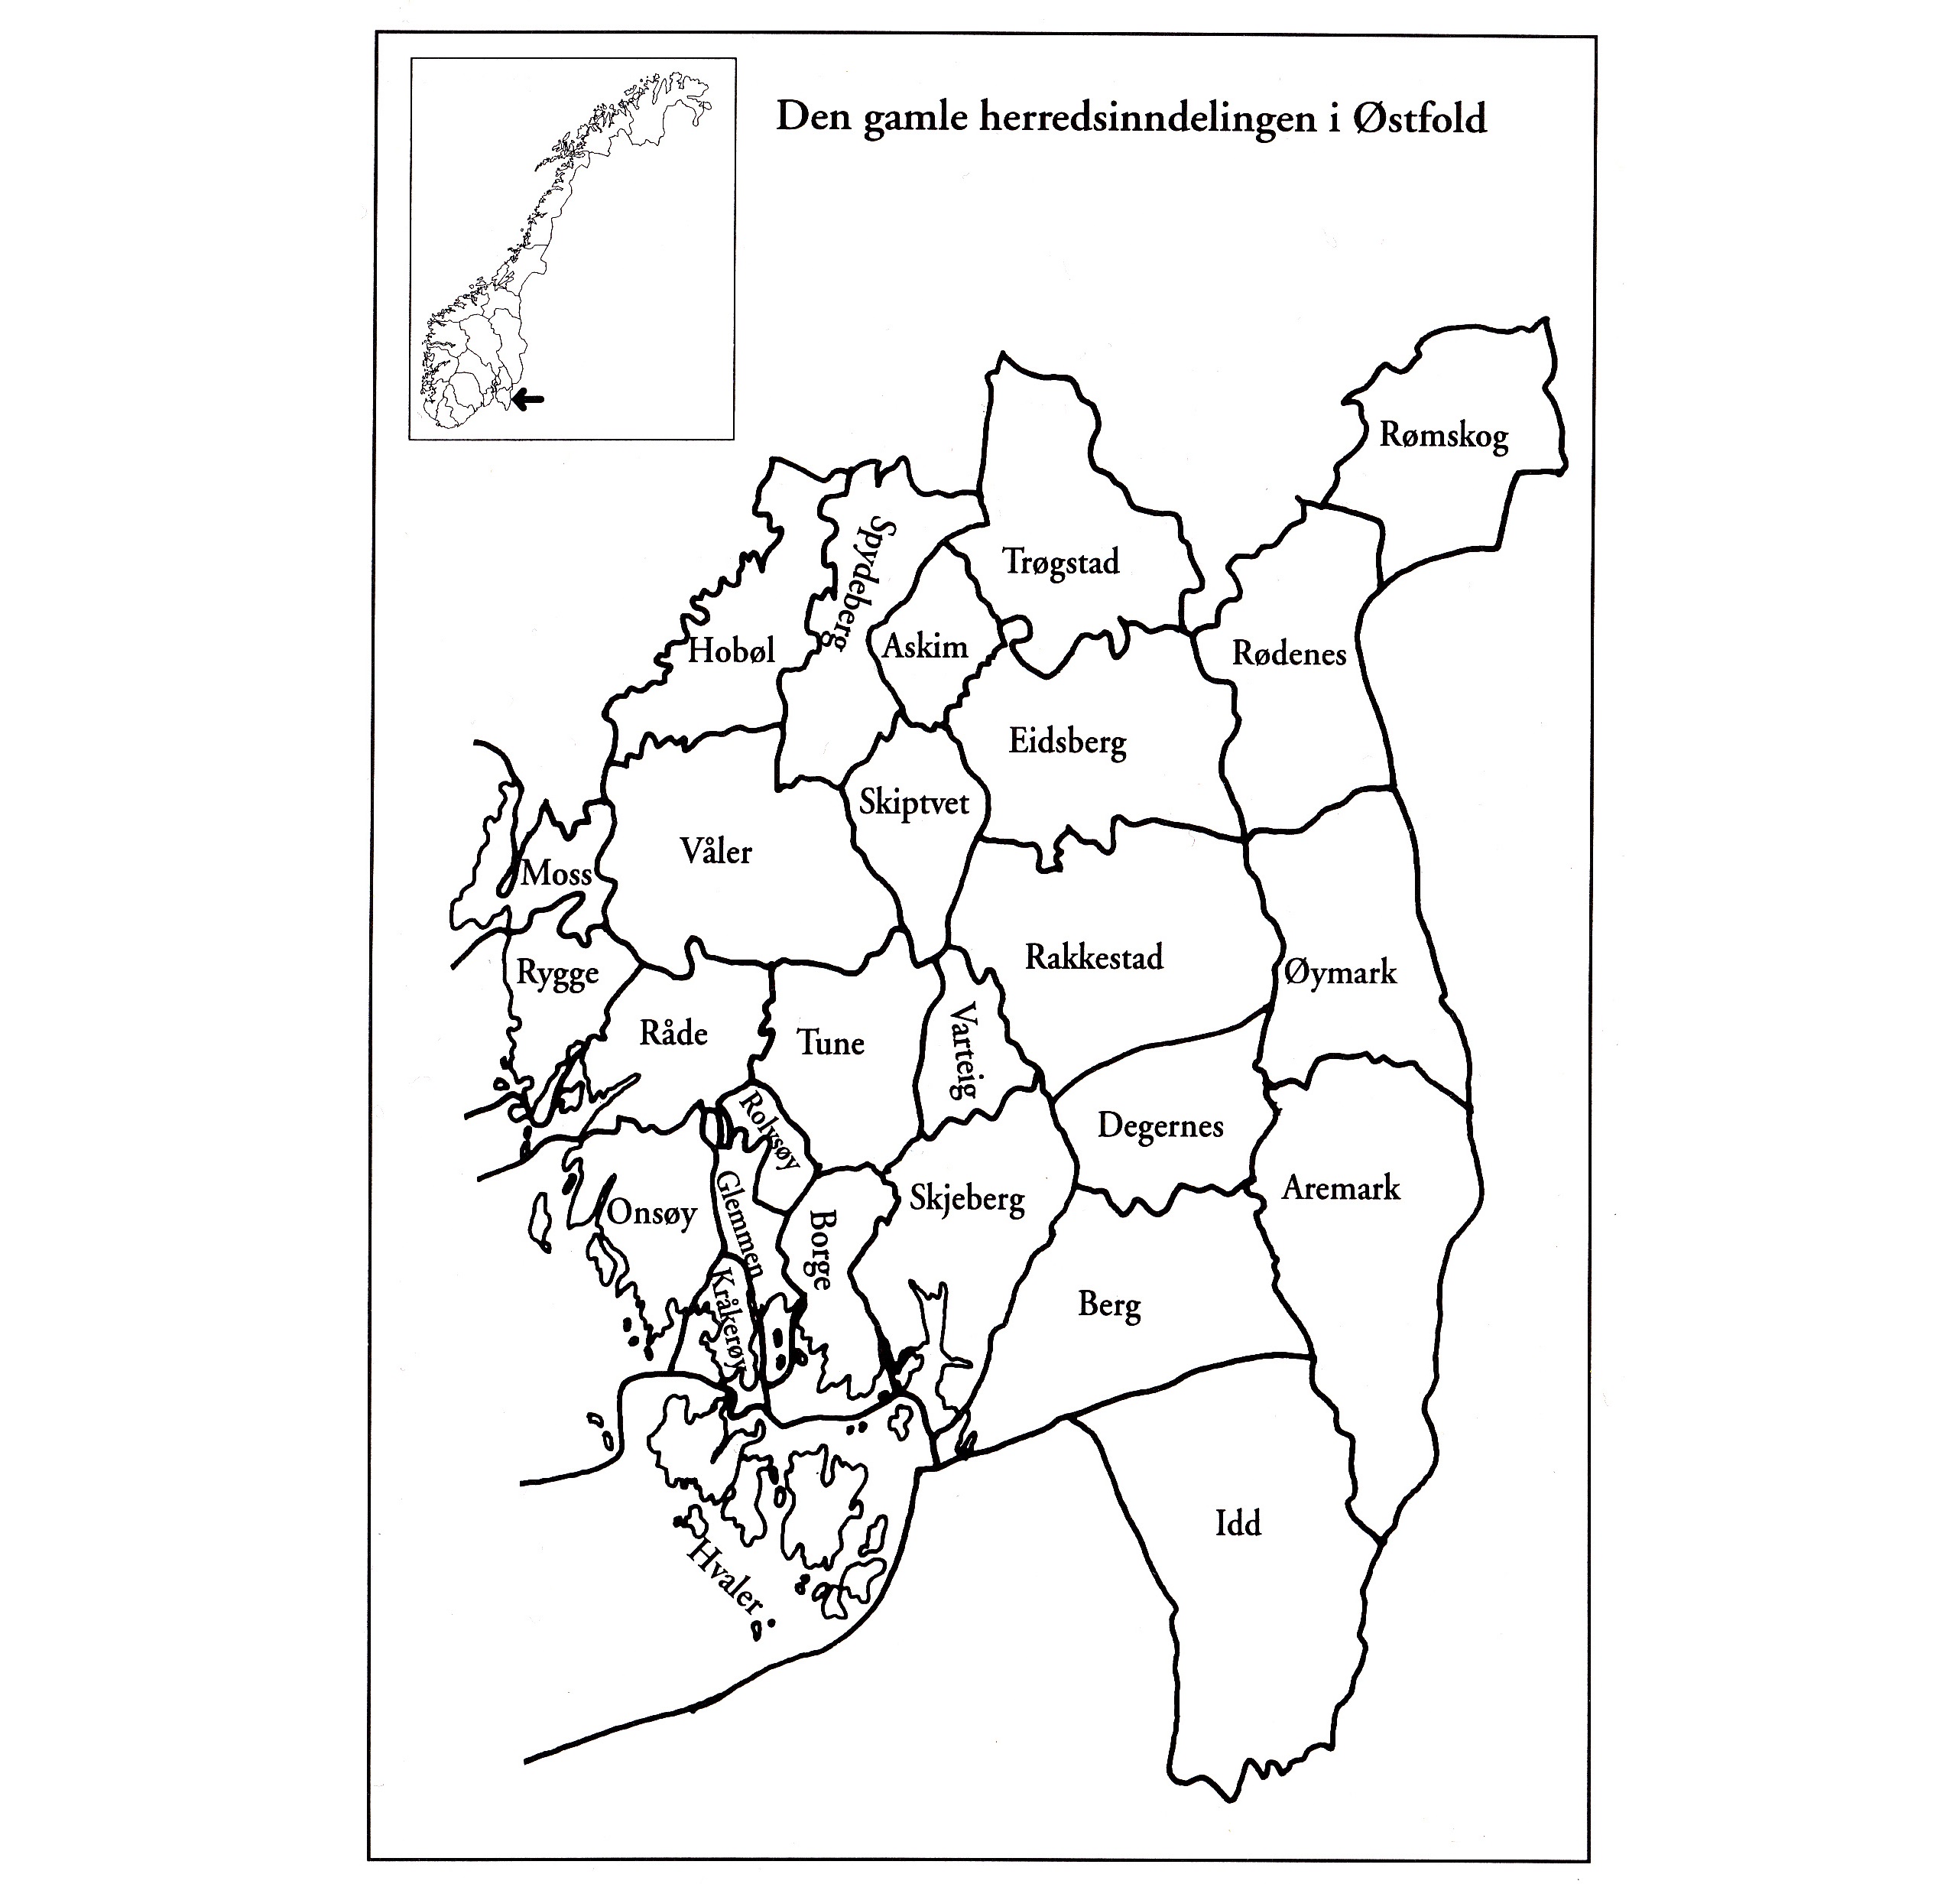 Den gamle herredsinndelingen i Østfold
Rømskog
Trøgstad
Spydeberg
Hobøl
Askim
Rødenes
Eidsberg
Skiptvet
Våler
Moss
Rakkestad
Øymark
Rygge
Råde
Tune
Varteig
Rolvsøy
Degernes
Aremark
Skjeberg
Onsøy
Glemmen
Borge
Kråkerøy
Berg
Idd
Hvaler